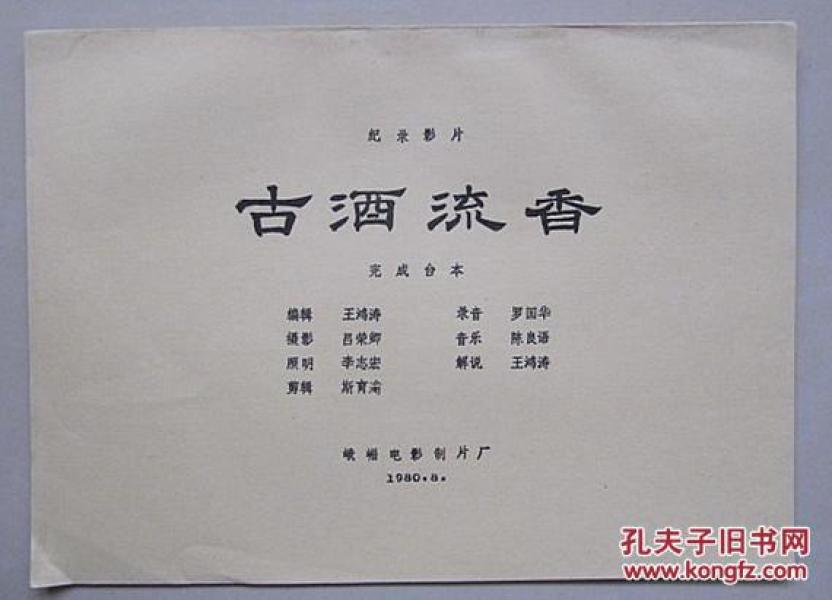 纪录影片
古酒流香
完成台本
编辑 王鸿涛 录音 罗国华
摄影 吕荣卿 音乐 陈良语
照明 李志宏 解说 王鸿涛
剪辑 斯育渝
峨嵋电影制片厂
1980.8.
孔夫子旧书网
www.kongfz.com